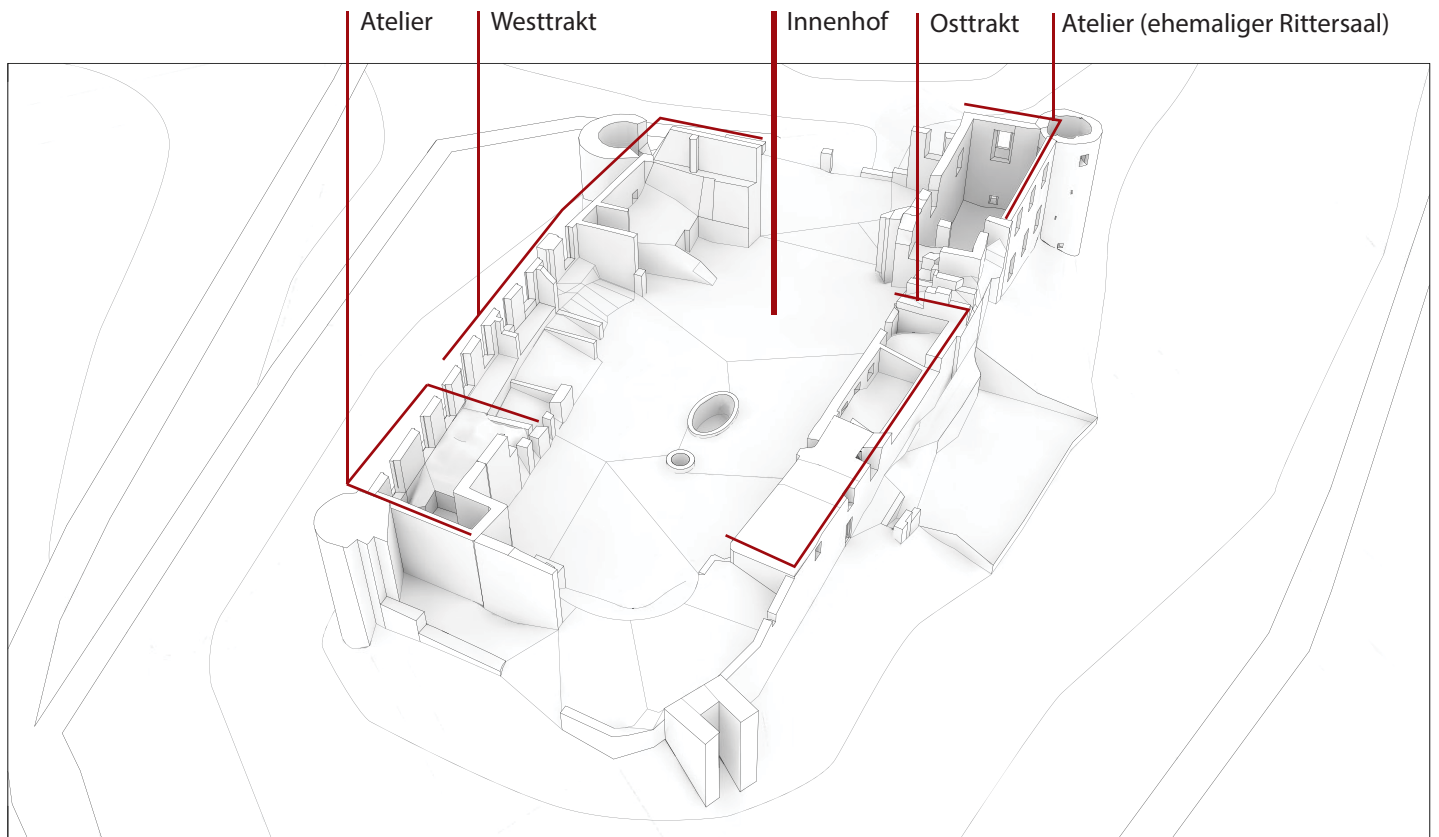 Atelier
Westtrakt
Innenhof
Osttrakt
Atelier (ehemaliger Rittersaal)